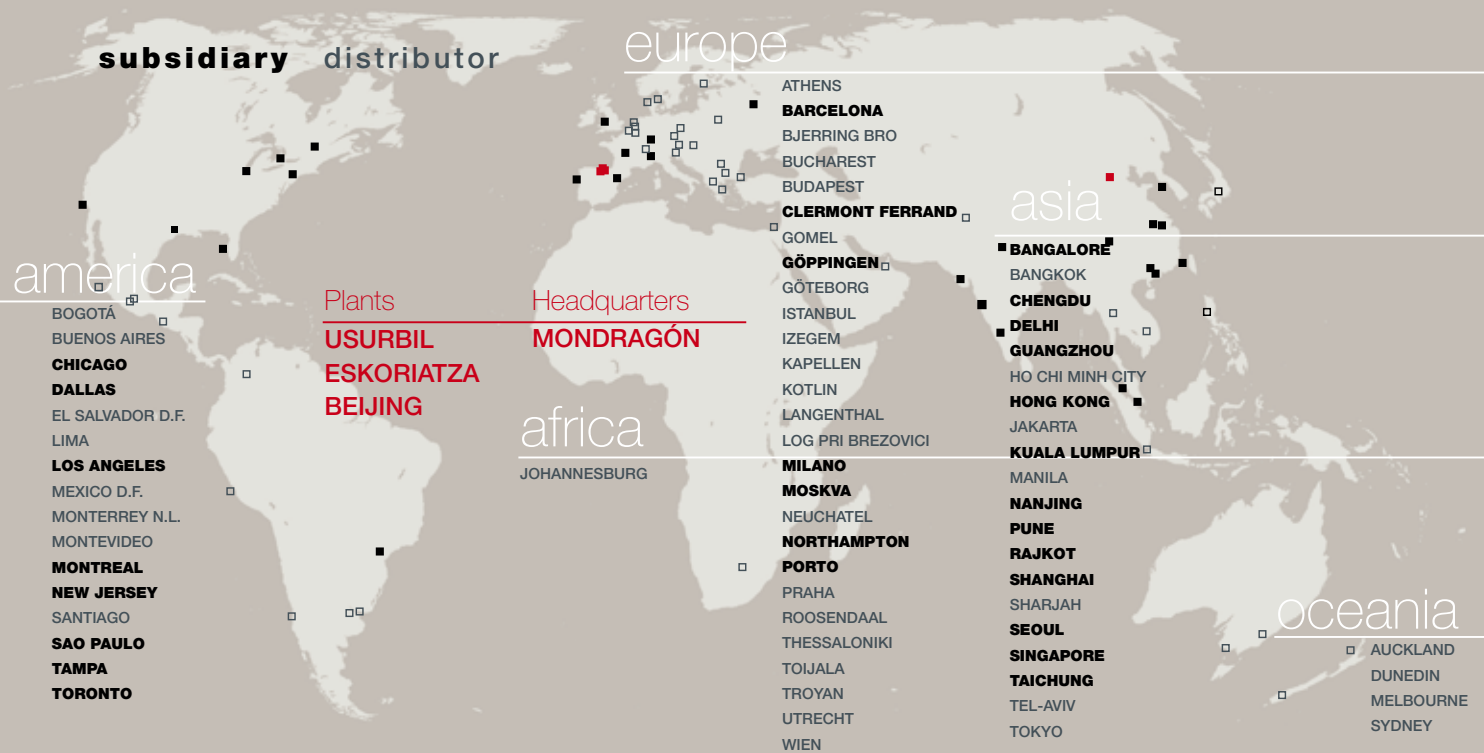 subsidiary distributor
europe
ATHENS
BARCELONA
BJERRING BRO
BUCHAREST
BUDAPEST
CLERMONT FERRAND
GOMEL
GÖPPINGEN
GÖTEBORG
ISTANBUL
IZEGEM
KAPELLEN
KOTLIN
LANGENTHAL
LOG PRI BREZOVICI
MILANO
MOSKVA
NEUCHATEL
NORTHAMPTON
PORTO
PRAHA
ROOSENDAAL
THESSALONIKI
TOIJALA
TROYAN
UTRECHT
WIEN
asia
BANGALORE
BANGKOK
CHENGDU
DELHI
GUANGZHOU
HO CHI MINH CITY
HONG KONG
JAKARTA
KUALA LUMPUR
MANILA
NANJING
PUNE
RAJKOT
SHANGHAI
SHARJAH
SEOUL
SINGAPORE
TAICHUNG
TEL-AVIV
TOKYO
america
BOGOTÁ
BUENOS AIRES
CHICAGO
DALLAS
EL SALVADOR D.F.
LIMA
LOS ANGELES
MEXICO D.F.
MONTERREY N.L.
MONTEVIDEO
MONTREAL
NEW JERSEY
SANTIAGO
SAO PAULO
TAMPA
TORONTO
Plants
USURBIL
ESKORIATZA
BEIJING
Headquarters
MONDRAGÓN
africa
JOHANNESBURG
oceania
AUCKLAND
DUNEDIN
MELBOURNE
SYDNEY